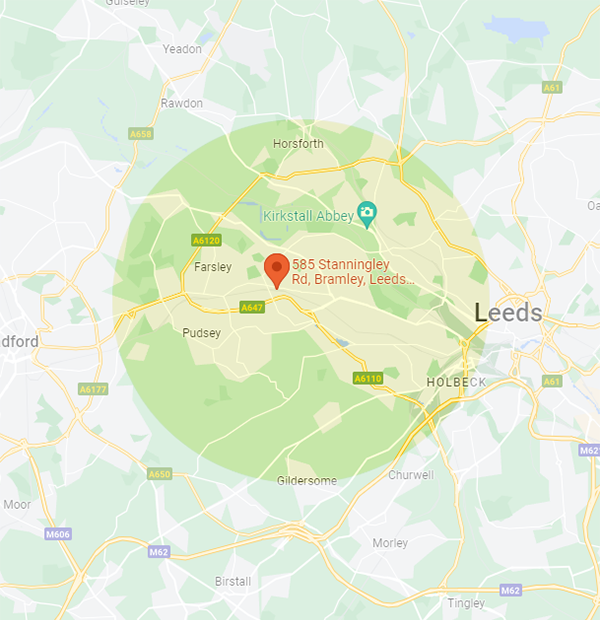 Guiseley
Yeadon
A61
Rawdon
A658
Horsforth
Oa
Kirkstall Abbey
A6120
Farsley
585 Stanningley
Rd, Bramley, Leeds...
A647
Leeds
Pudsey
dford
A6110
HOLBECK
A61
A6177
M62
A650
Gildersome
Churwell
Moor
M606
M62
Morley
Birstall
M62
Tingley